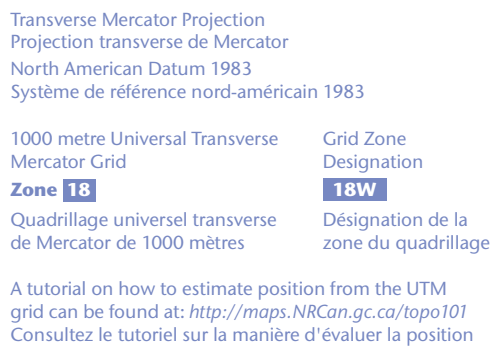 Transverse Mercator Projection
Projection transverse de Mercator
North American Datum 1983
Système de référence nord-américain 1983
1000 metre Universal Transverse
Mercator Grid
Zone 18
Quadrillage universel transverse
de Mercator de 1000 mètres
Grid Zone
Designation
18W
Désignation de la
zone du quadrillage
A tutorial on how to estimate position from the UTM
grid can be found at: http://maps.NRCan.gc.ca/topo101
Consultez le tutoriel sur la manière d'évaluer la position